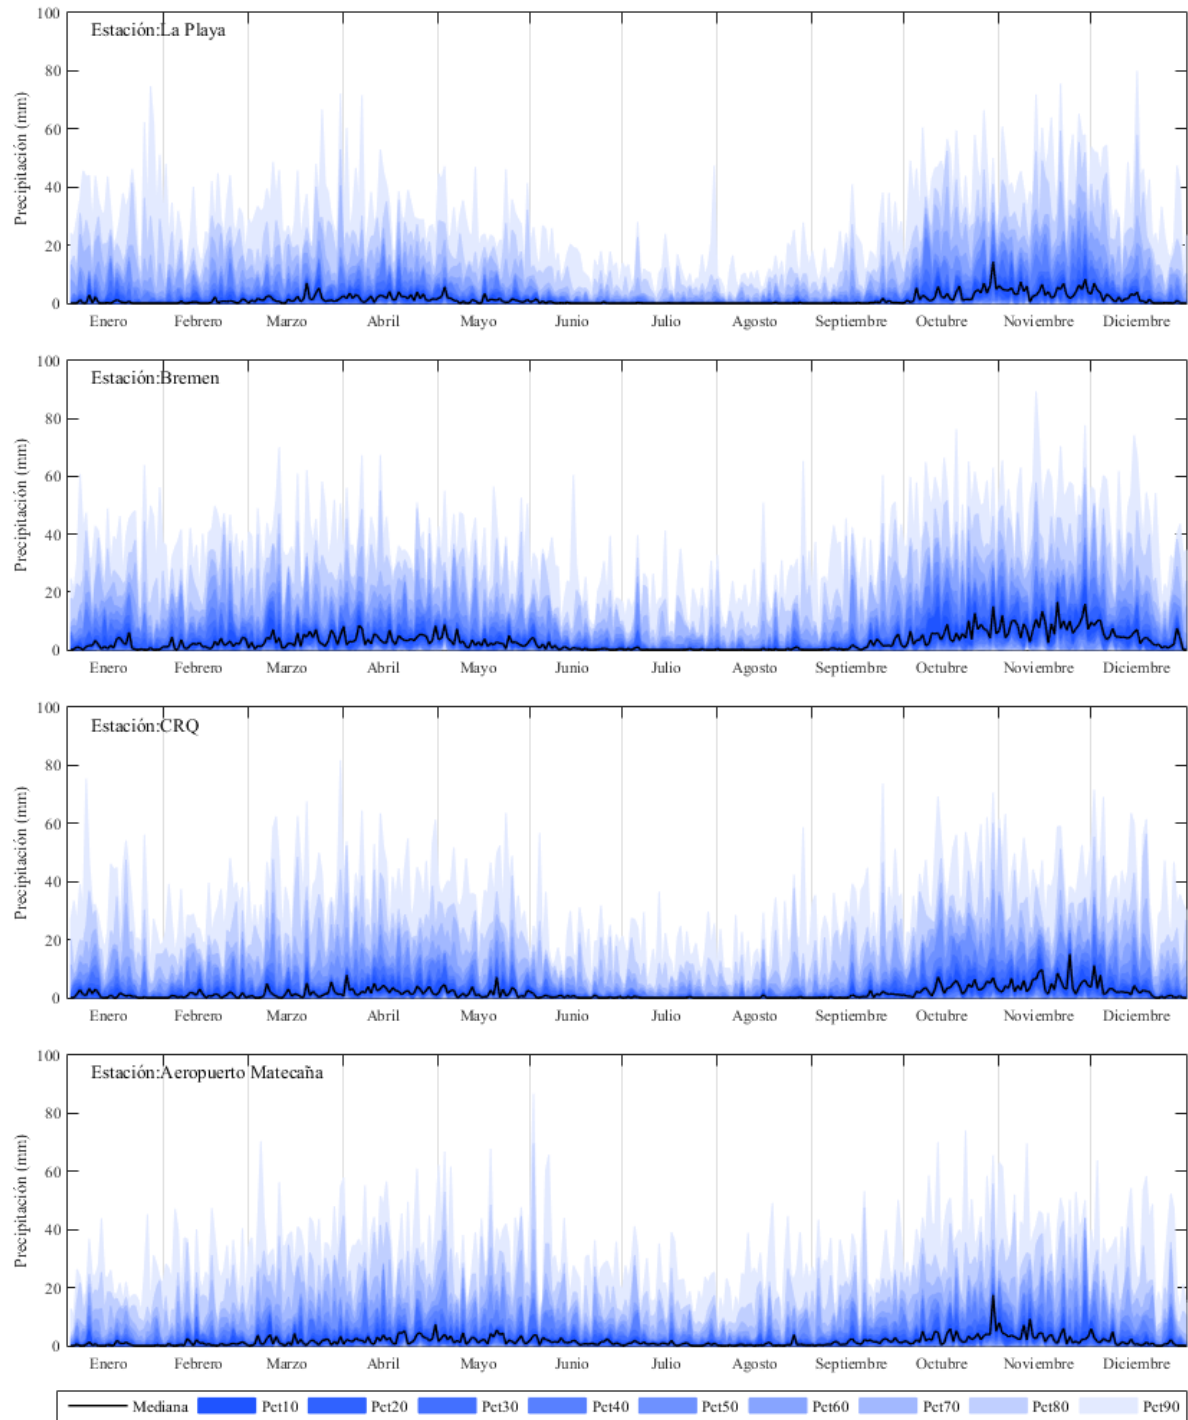 100
Estación:La Playa
80
60
40
20
0
Precipitación (mm)
Enero Febrero Marzo Abril Mayo Junio Julio Agosto Septiembre Octubre Noviembre Diciembre
100
Estación:Bremen
80
60
40
20
0
Precipitación (mm)
Enero Febrero Marzo Abril Mayo Junio Julio Agosto Septiembre Octubre Noviembre Diciembre
100
Estación:CRQ
80
60
40
20
0
Precipitación (mm)
Enero Febrero Marzo Abril Mayo Junio Julio Agosto Septiembre Octubre Noviembre Diciembre
100
Estación:Aeropuerto Matecaña
80
60
40
20
0
Precipitación (mm)
Enero Febrero Marzo Abril Mayo Junio Julio Agosto Septiembre Octubre Noviembre Diciembre
Mediana Pct10 Pct20 Pct30 Pct40 Pct50 Pct60 Pct70 Pct80 Pct90